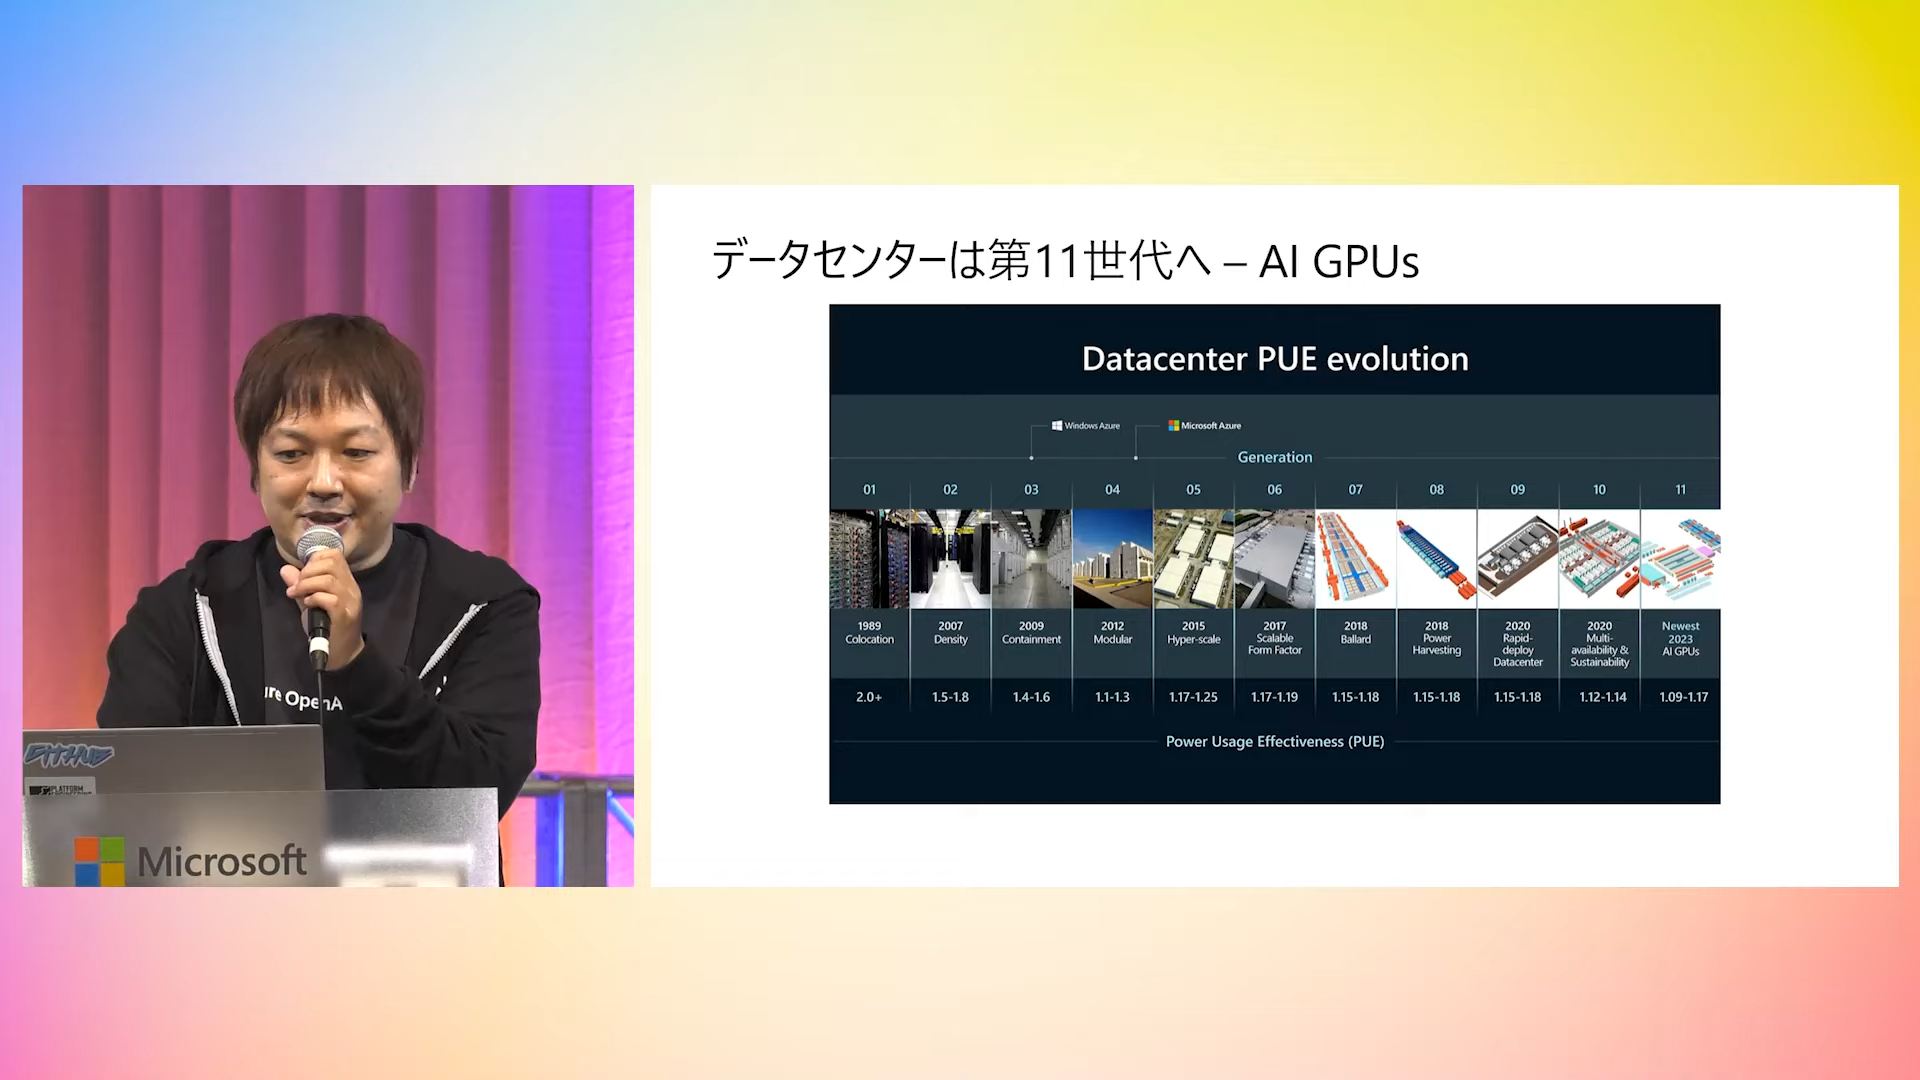 データセンターは第11世代へ – AI GPUs
Datacenter PUE evolution
Windows Azure
Microsoft Azure
Generation
01 02 03 04 05 06 07 08 09 10 11
1989
Colocation
2007
Density
2009
Containment
2012
Modular
2015
Hyper-scale
2017
Scalable
Form Factor
2018
Ballard
2018
Power
Harvesting
2020
Rapid-
deploy
Datacenter
2020
Multi-
availability &
Sustainability
Newest
2023
AI GPUs
2.0+ 1.5-1.8 1.4-1.6 1.1-1.3 1.17-1.25 1.17-1.19 1.15-1.18 1.15-1.18 1.15-1.18 1.12-1.14 1.09-1.17
Power Usage Effectiveness (PUE)
ure OpenA
GITHUB
PLATFORM
Microsoft